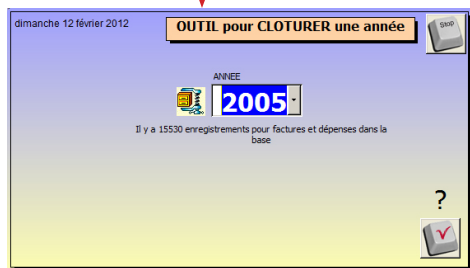 dimanche 12 février 2012
OUTIL pour CLOTURER une année
Stop
ANNEE
2005
Il y a 15530 enregistrements pour factures et dépenses dans la
base
?